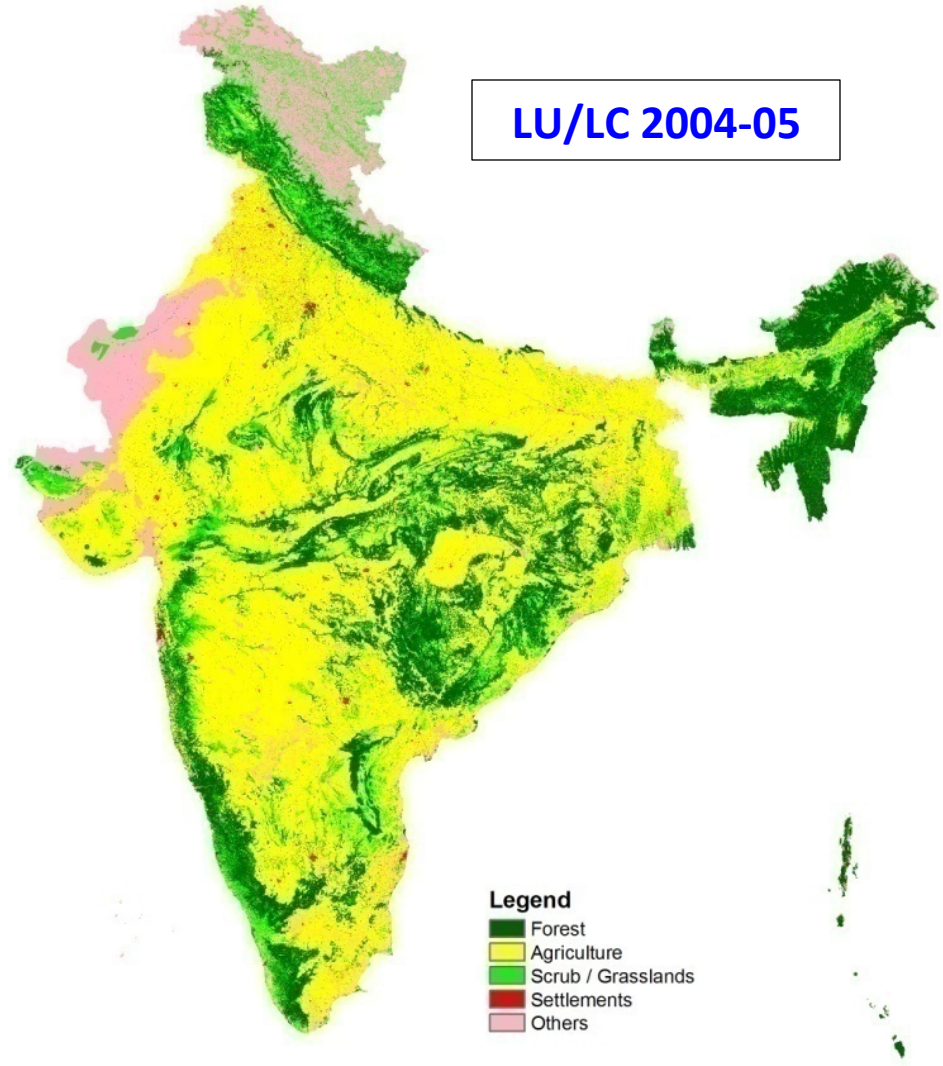 LU/LC 2004-05
Legend
Forest
Agriculture
Scrub / Grasslands
Settlements
Others